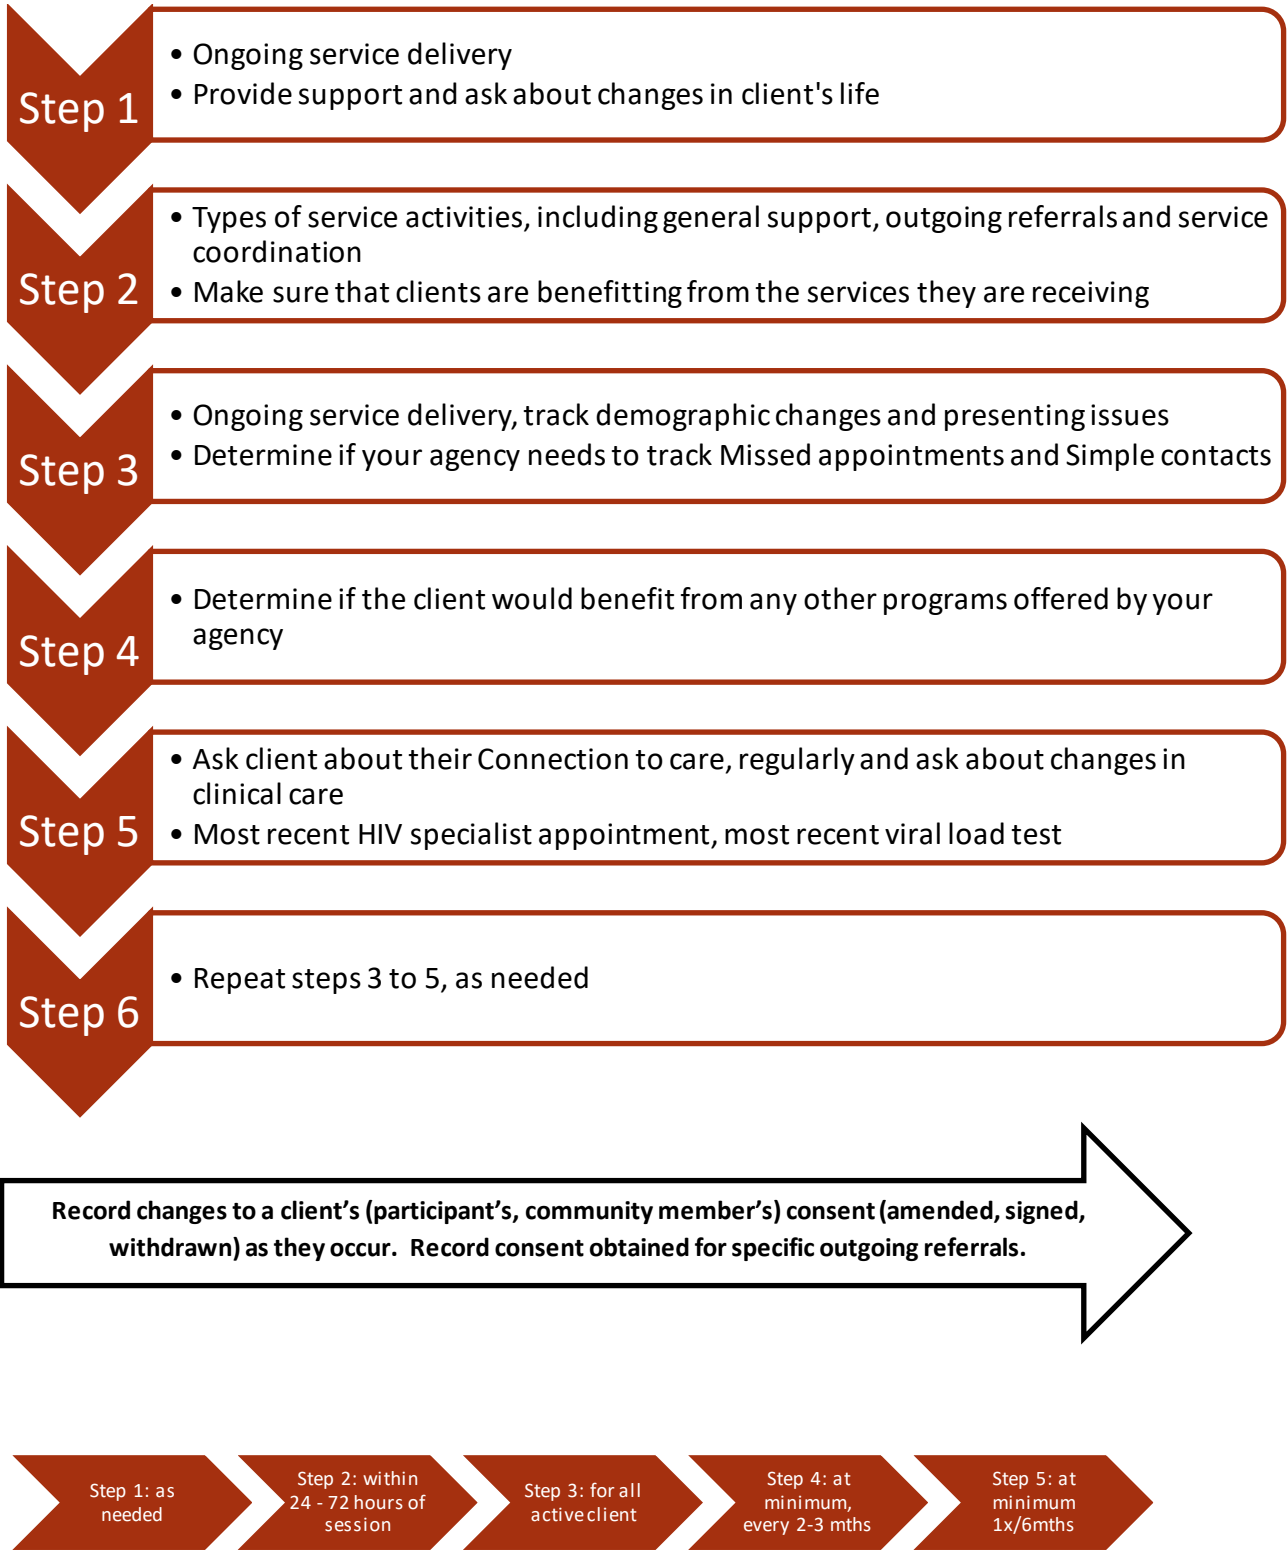 Step 1
• Ongoing service delivery
• Provide support and ask about changes in client's life
Step 2
• Types of service activities, including general support, outgoing referrals and service
coordination
• Make sure that clients are benefitting from the services they are receiving
Step 3
• Ongoing service delivery, track demographic changes and presenting issues
• Determine if your agency needs to track Missed appointments and Simple contacts
Step 4
• Determine if the client would benefit from any other programs offered by your
agency
Step 5
• Ask client about their Connection to care, regularly and ask about changes in
clinical care
• Most recent HIV specialist appointment, most recent viral load test
Step 6
• Repeat steps 3 to 5, as needed
Record changes to a client’s (participant’s, community member’s) consent (amended, signed,
withdrawn) as they occur.  Record consent obtained for specific outgoing referrals.
Step 1: as
needed
Step 2: within
24 - 72 hours of
session
Step 3: for all
active client
Step 4: at
minimum,
every 2-3 mths
Step 5: at
minimum
1x/6mths